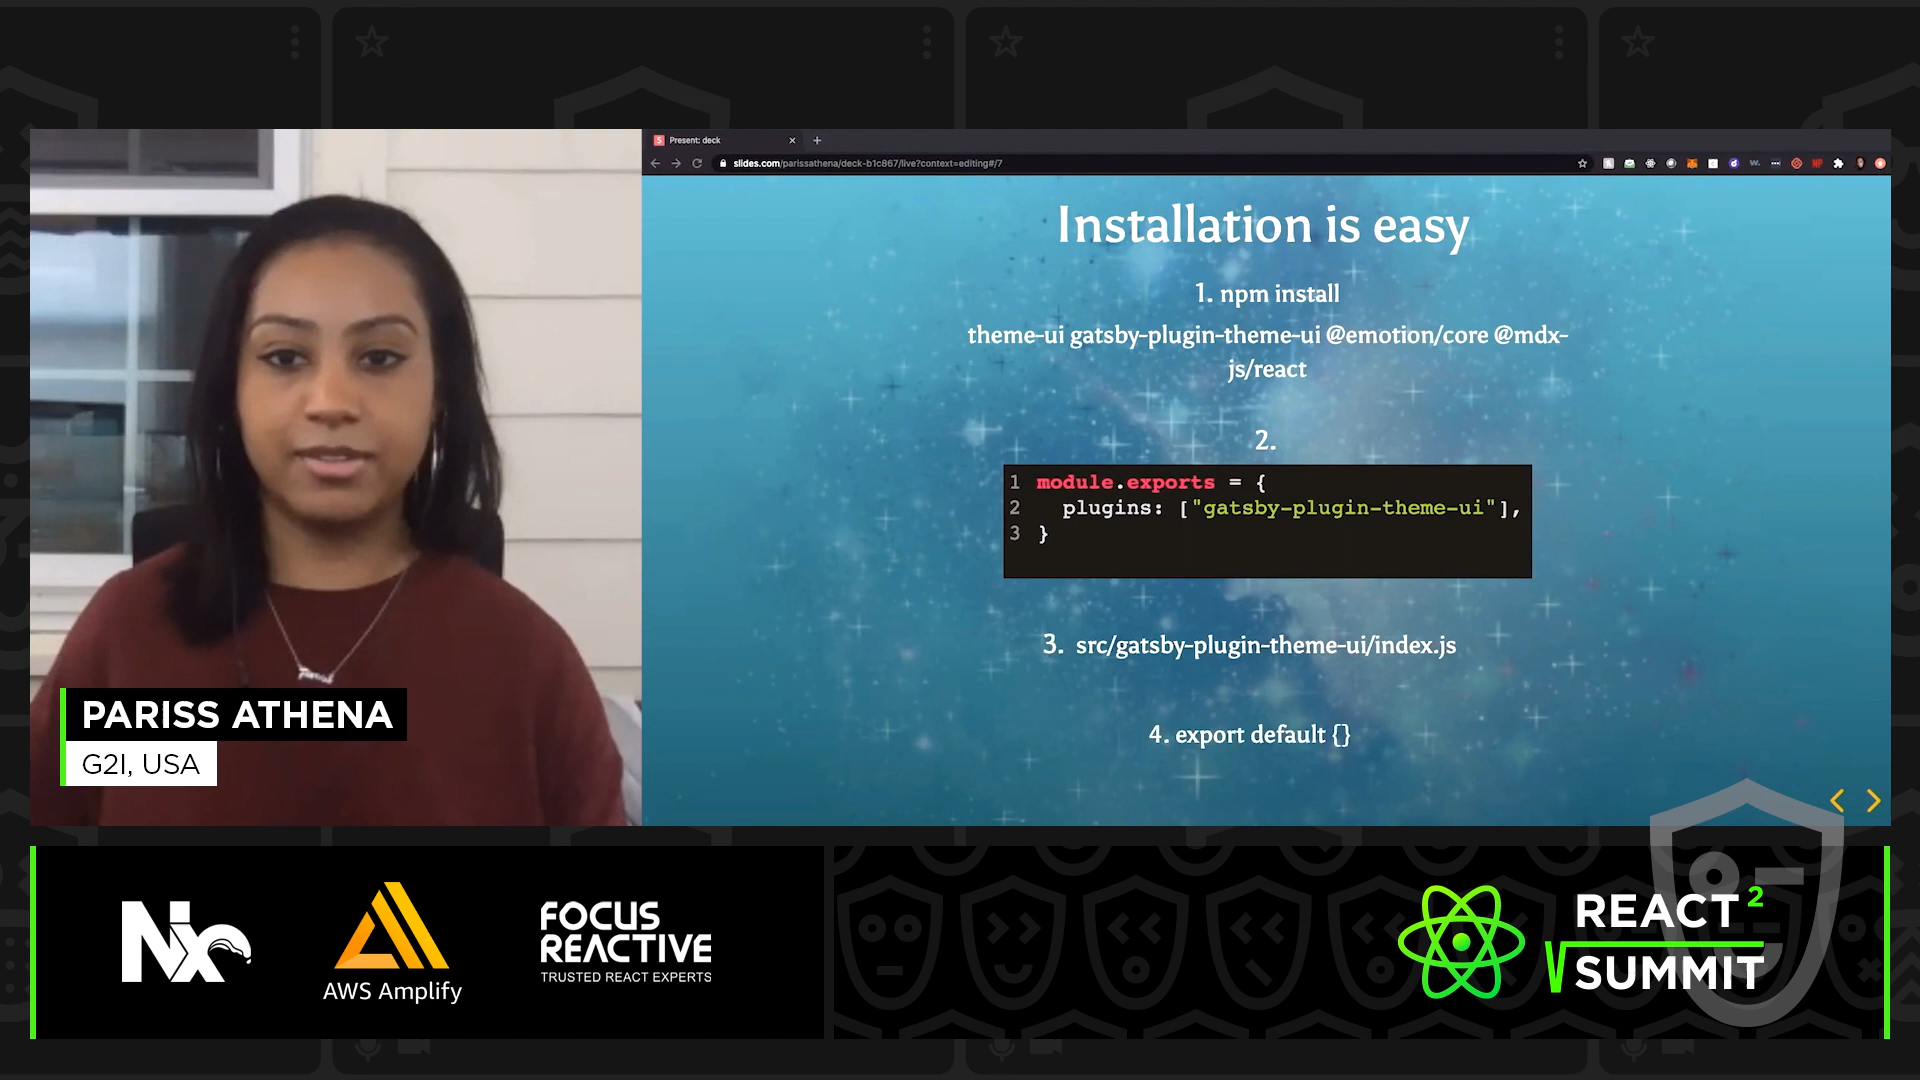 Present: deck
slides.com/parissathena/deck-b1c867/live?context=editing#/7
Installation is easy
1. npm install
theme-ui gatsby-plugin-theme-ui @emotion/core @mdx-
js/react
2.
1 module.exports = {
2 plugins: ["gatsby-plugin-theme-ui"],
3 }
3. src/gatsby-plugin-theme-ui/index.js
4. export default {}
PARISS ATHENA
G2I, USA
Nx
AWS Amplify
FOCUS
REACTIVE
TRUSTED REACT EXPERTS
REACT 2
SUMMIT